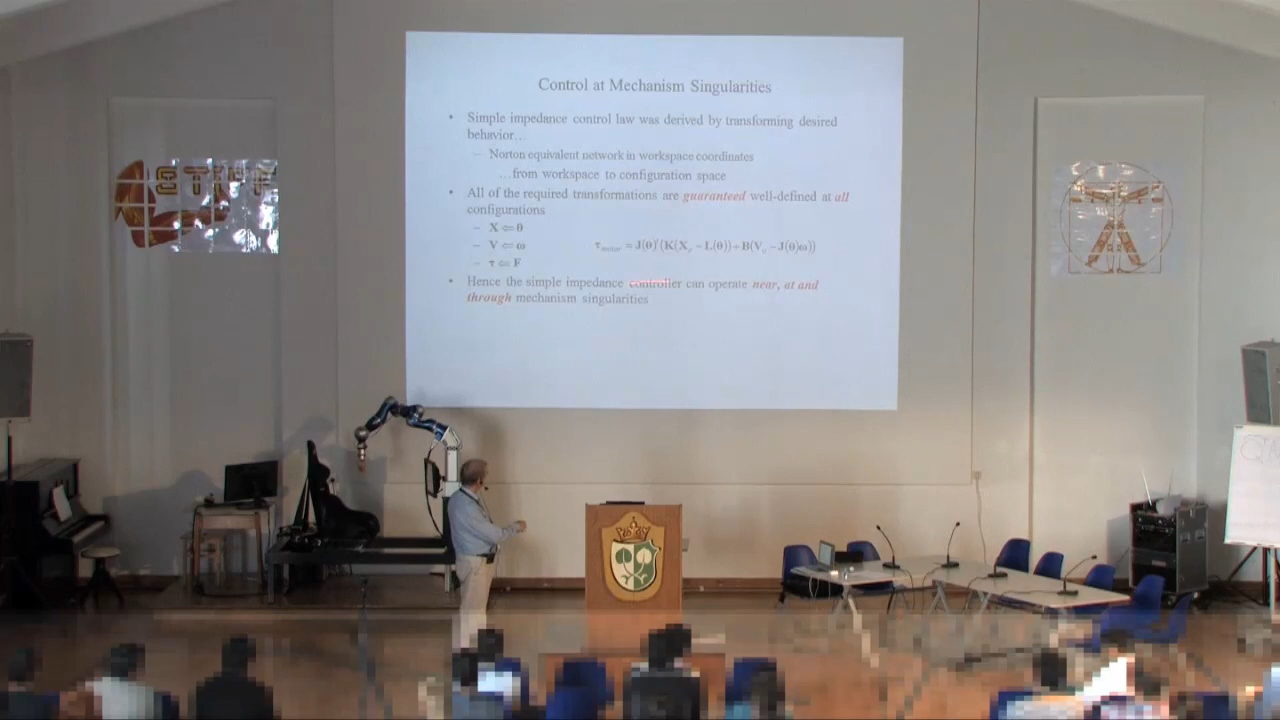 Control at Mechanism Singularities
• Simple impedance control law was derived by transforming desired
behavior…
– Norton equivalent network in workspace coordinates
…from workspace to configuration space
• All of the required transformations are guaranteed well-defined at all
configurations
– X ⇐ θ
– V ⇐ ω
– τ ⇐ F
• Hence the simple impedance controller can operate near, at and
through mechanism singularities
STIFF